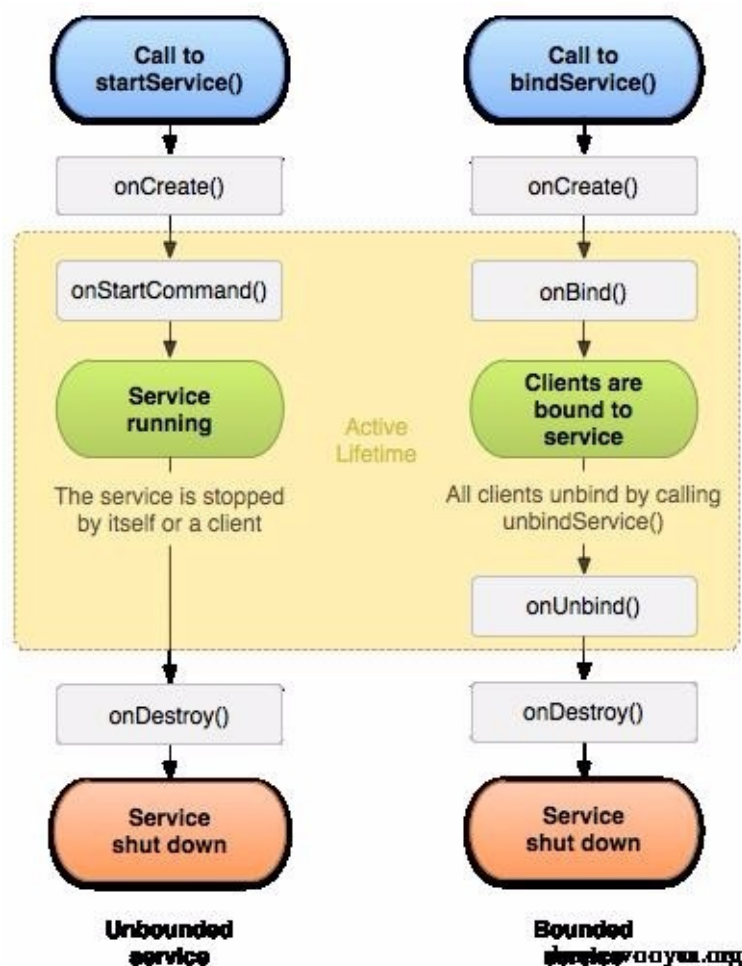 Call to
startService()
onCreate()
onStartCommand()
Service
running
The service is stopped
by itself or a client
onDestroy()
Service
shut down
Unbounded
service
Active
Lifetime
Call to
bindService()
onCreate()
onBind()
Clients are
bound to
service
All clients unbind by calling
unbindService()
onUnbind()
onDestroy()
Service
shut down
Bounded